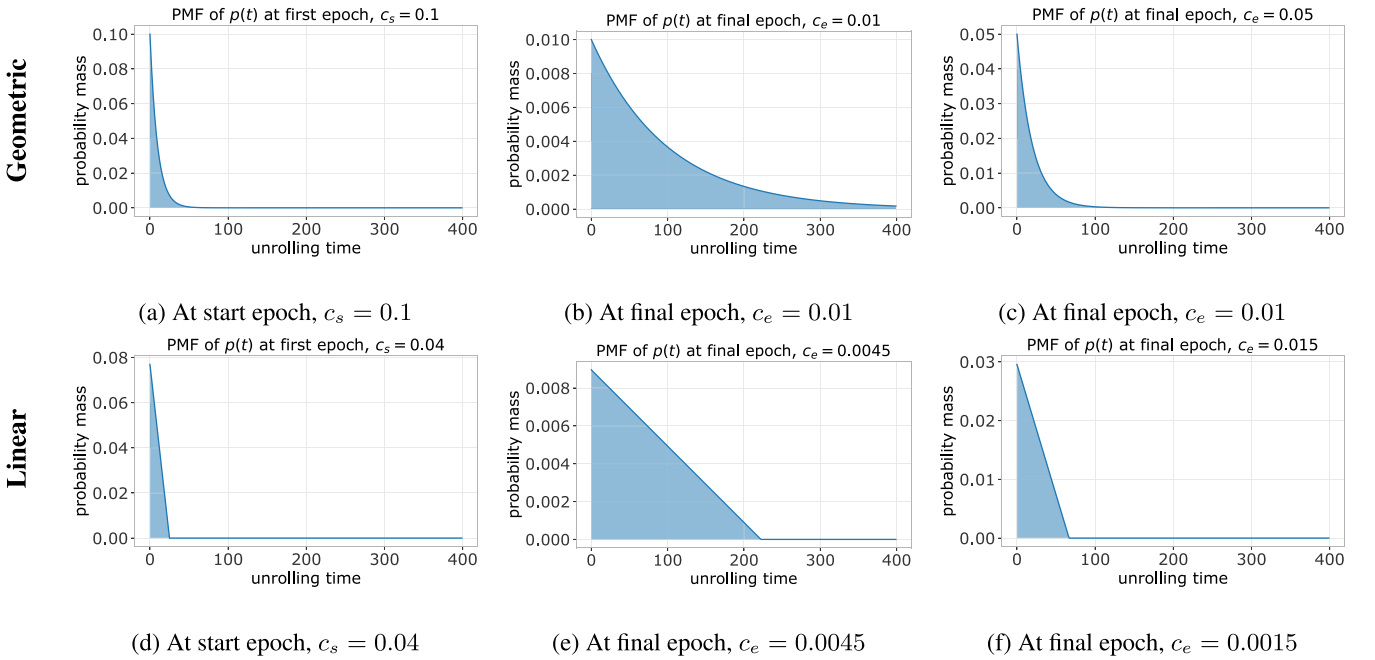 Geometric
PMF of p(t) at first epoch, c_s = 0.1
probability mass
0.10
0.08
0.06
0.04
0.02
0.00
0 100 200 300 400
unrolling time
(a) At start epoch, c_s = 0.1
PMF of p(t) at final epoch, c_e = 0.01
probability mass
0.010
0.008
0.006
0.004
0.002
0.000
0 100 200 300 400
unrolling time
(b) At final epoch, c_e = 0.01
PMF of p(t) at final epoch, c_e = 0.05
probability mass
0.05
0.04
0.03
0.02
0.01
0.00
0 100 200 300 400
unrolling time
(c) At final epoch, c_e = 0.01
Linear
PMF of p(t) at first epoch, c_s = 0.04
probability mass
0.08
0.06
0.04
0.02
0.00
0 100 200 300 400
unrolling time
(d) At start epoch, c_s = 0.04
PMF of p(t) at final epoch, c_e = 0.0045
probability mass
0.008
0.006
0.004
0.002
0.000
0 100 200 300 400
unrolling time
(e) At final epoch, c_e = 0.0045
PMF of p(t) at final epoch, c_e = 0.015
probability mass
0.03
0.02
0.01
0.00
0 100 200 300 400
unrolling time
(f) At final epoch, c_e = 0.0015